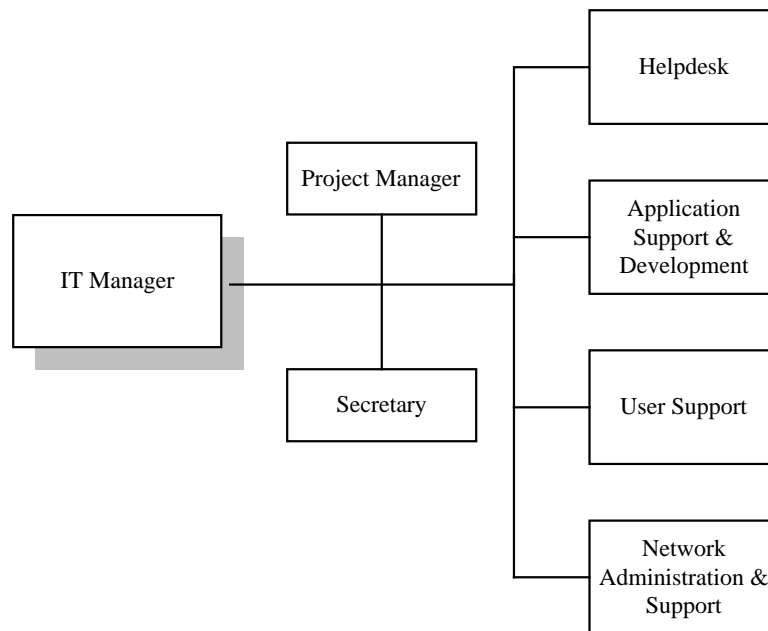 Helpdesk
Project Manager
Application
Support &
Development
IT Manager
Secretary
User Support
Network
Administration &
Support